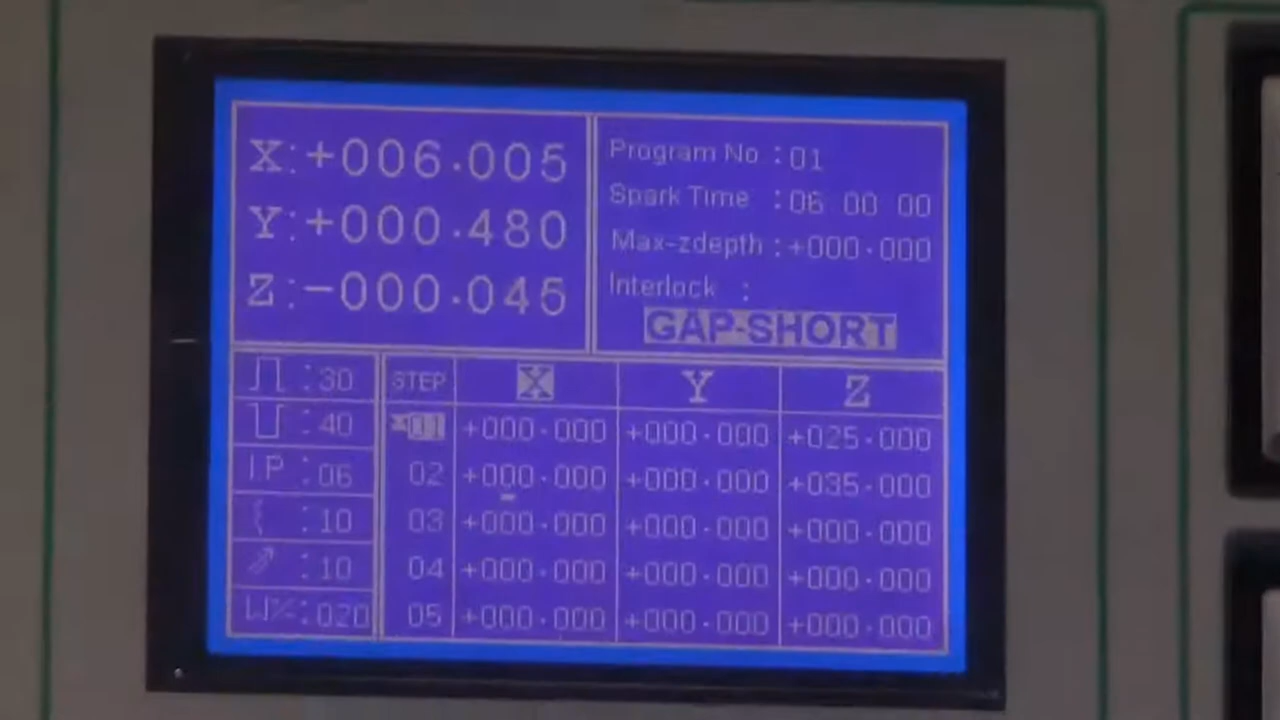 X:+006.005
Y:+000.480
Z:-000.045
Program No :01
Spark Time :06 00 00
Max-zdepth :+000.000
Interlock :
GAP-SHORT
:30
:40
I.P :06
:10
:10
W%:020
STEP X Y Z
01 +000.000 +000.000 +025.000
02 +000.000 +000.000 +035.000
03 +000.000 +000.000 +000.000
04 +000.000 +000.000 +000.000
05 +000.000 +000.000 +000.000